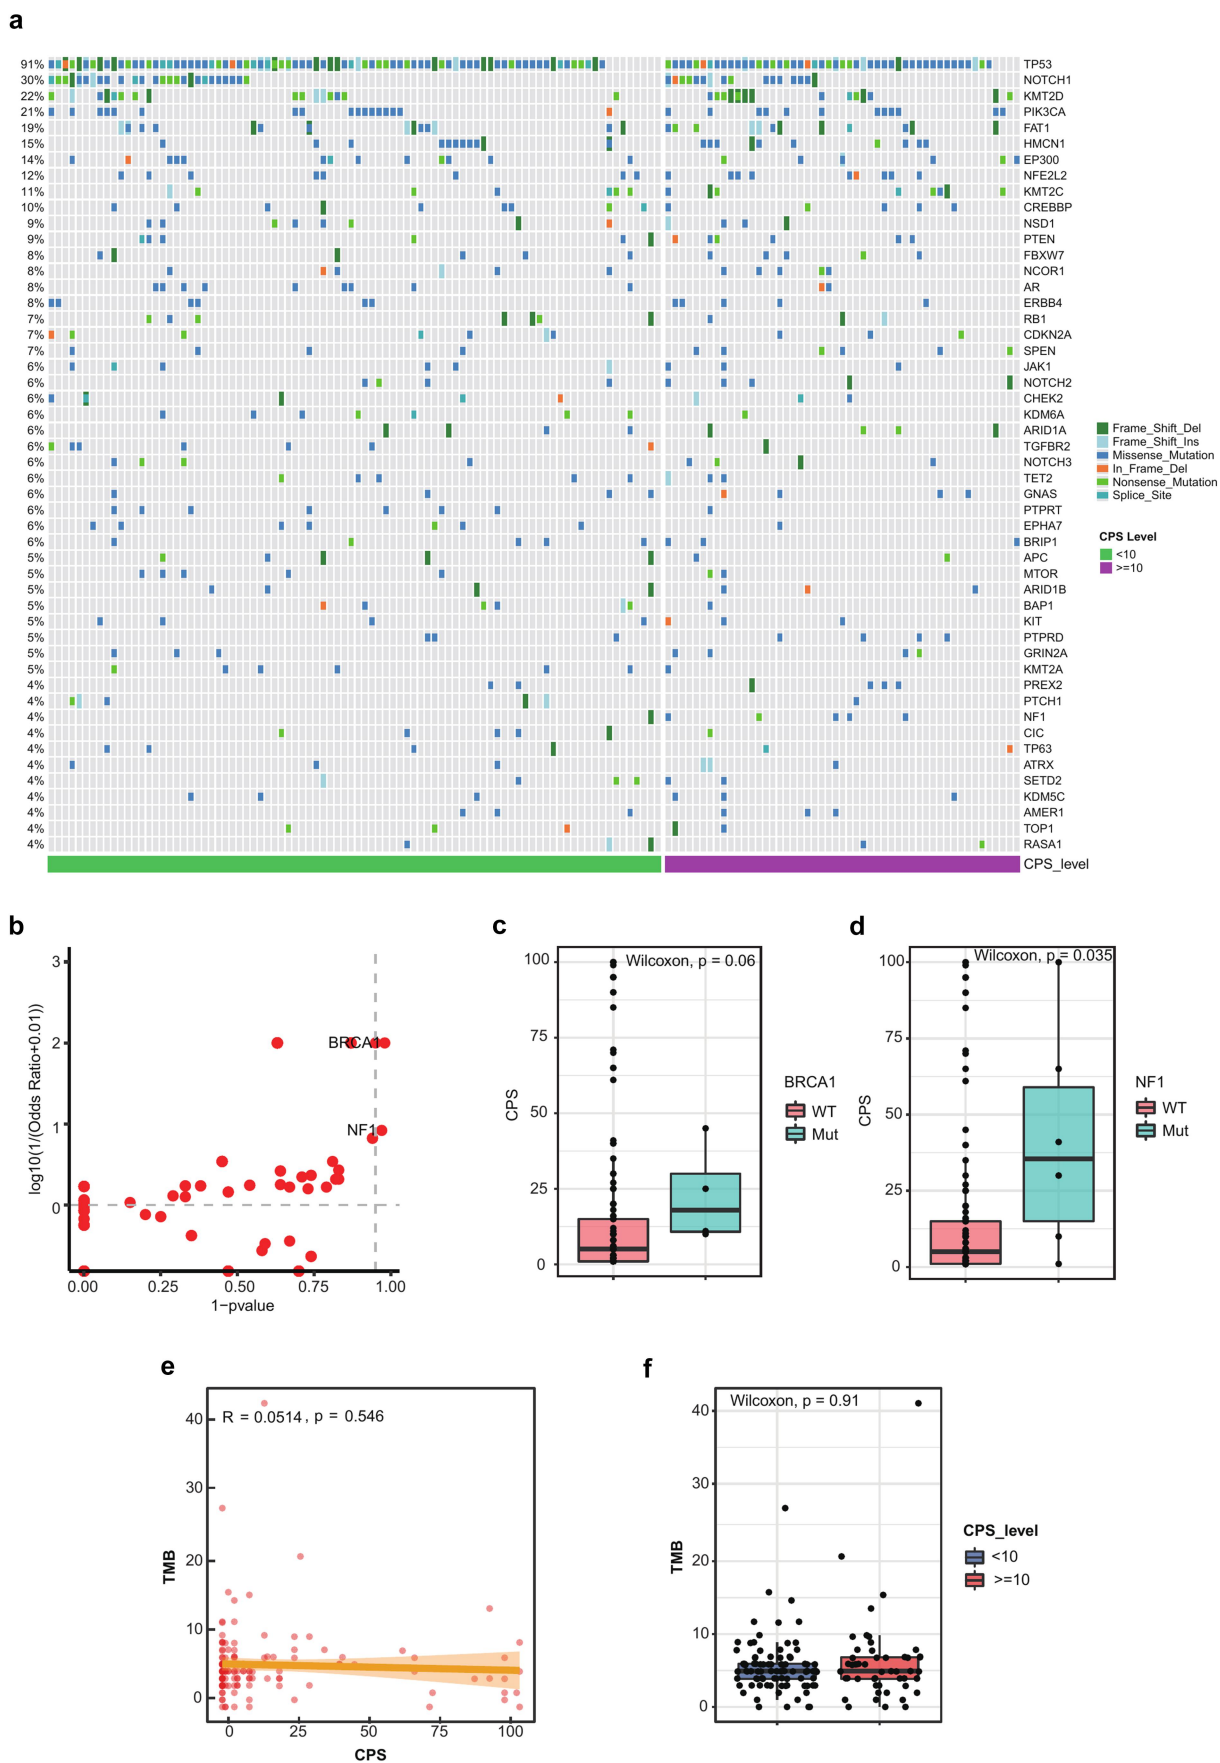 a
91% TP53
30% NOTCH1
22% KMT2D
21% PIK3CA
19% FAT1
15% HMCN1
14% EP300
12% NFE2L2
11% KMT2C
10% CREBBP
9% NSD1
9% PTEN
8% FBXW7
8% NCOR1
8% AR
8% ERBB4
7% RB1
7% CDKN2A
7% SPEN
6% JAK1
6% NOTCH2
6% CHEK2
6% KDM6A
6% ARID1A
6% TGFBR2
6% NOTCH3
6% TET2
6% GNAS
6% PTPRT
6% EPHA7
6% BRIP1
5% APC
5% MTOR
5% ARID1B
5% BAP1
5% KIT
5% PTPRD
5% GRIN2A
5% KMT2A
4% PREX2
4% PTCH1
4% NF1
4% CIC
4% TP63
4% ATRX
4% SETD2
4% KDM5C
4% AMER1
4% TOP1
4% RASA1
CPS_level
Frame_Shift_Del
Frame_Shift_Ins
Missense_Mutation
In_Frame_Del
Nonsense_Mutation
Splice_Site
CPS Level
<10
>=10
b
log10(1/(Odds Ratio+0.01))
3
2
1
0
BRCA1
NF1
0.00 0.25 0.50 0.75 1.00
1−pvalue
c
Wilcoxon, p = 0.06
CPS
100
75
50
25
0
BRCA1
WT
Mut
d
Wilcoxon, p = 0.035
CPS
100
75
50
25
0
NF1
WT
Mut
e
R = 0.0514, p = 0.546
TMB
40
30
20
10
0
0 25 50 75 100
CPS
f
Wilcoxon, p = 0.91
TMB
40
30
20
10
0
CPS_level
<10
>=10